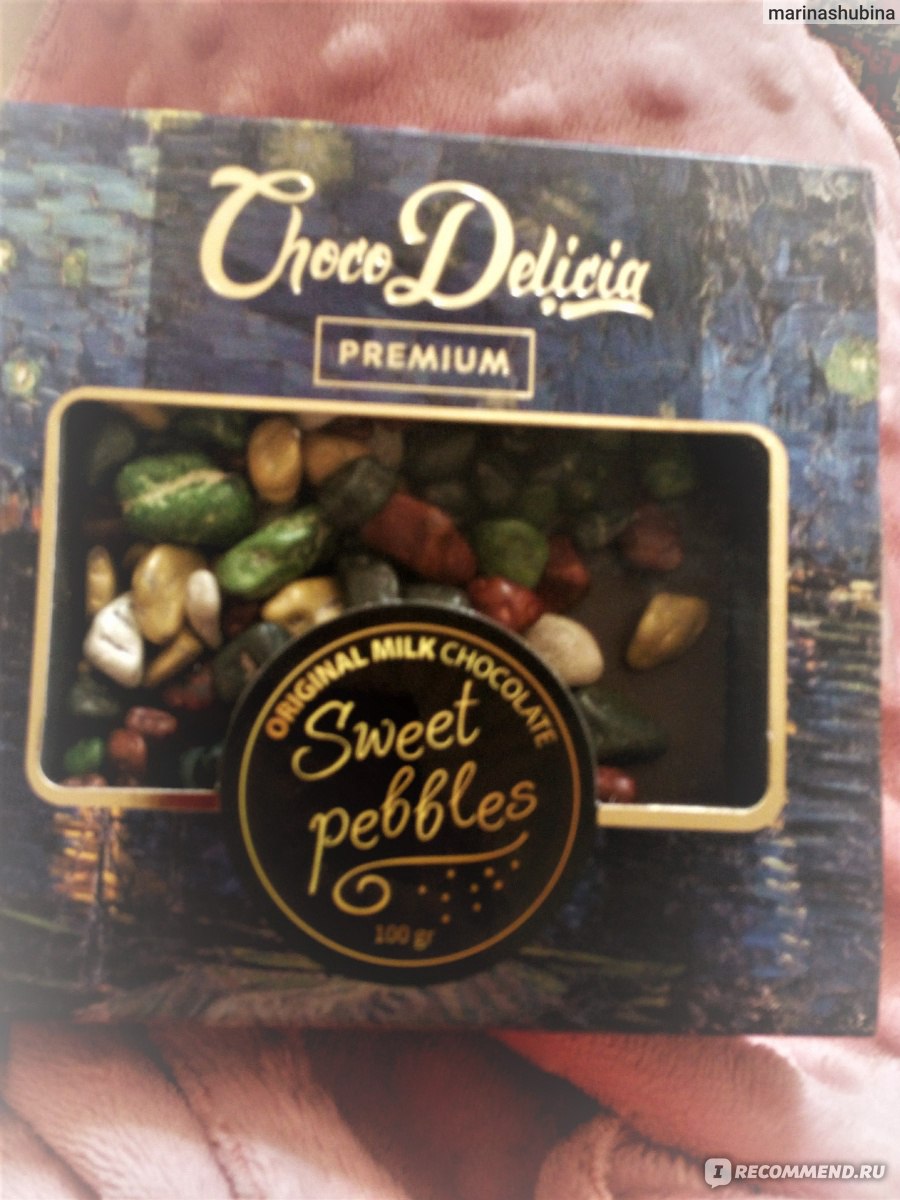 marinashubina
Choco Delicia
PREMIUM
ORIGINAL MILK CHOCOLATE
Sweet
pebbles
100 gr
IRECOMMEND.RU